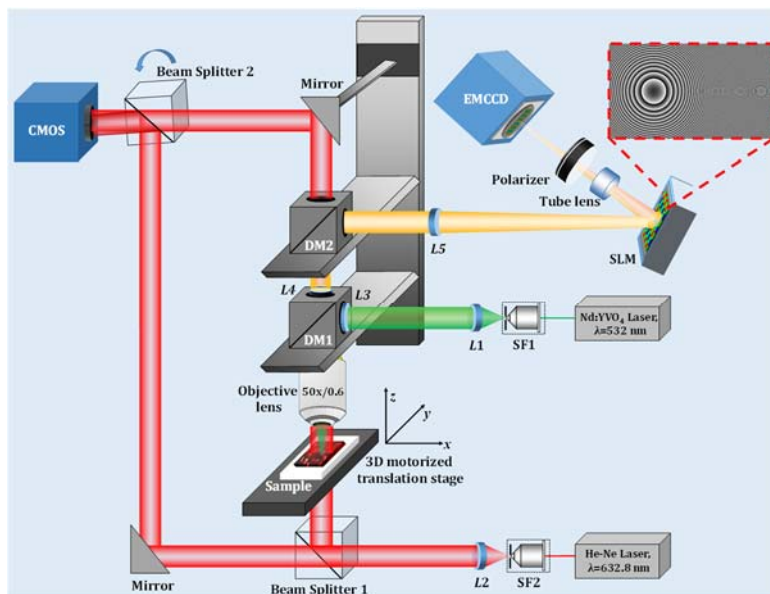 Beam Splitter 2
Mirror
CMOS
EMCCD
Polarizer
Tube lens
SLM
DM2
L5
L4
L3
DM1
L1
SF1
Nd:YVO₄ Laser,
λ=532 nm
Objective
lens
50x/0.6
z
y
x
3D motorized
translation stage
Sample
Mirror
Beam Splitter 1
L2
SF2
He-Ne Laser,
λ=632.8 nm